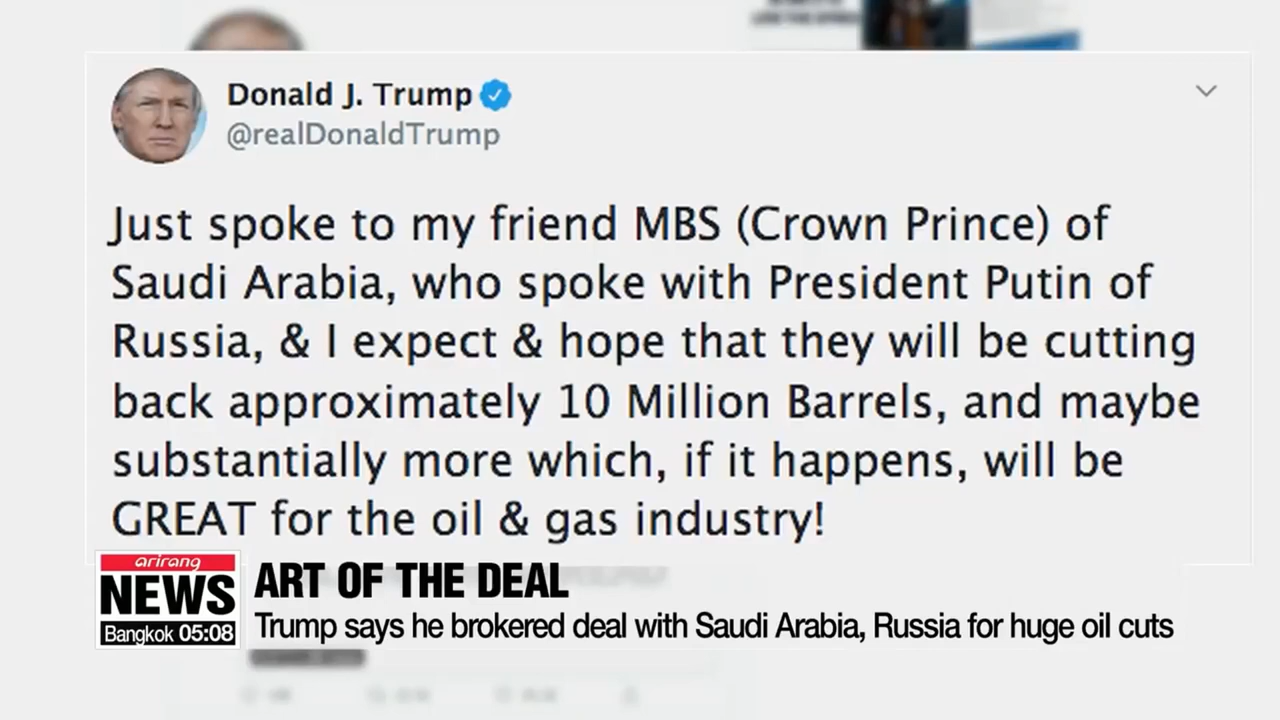 Donald J. Trump
@realDonaldTrump
Just spoke to my friend MBS (Crown Prince) of
Saudi Arabia, who spoke with President Putin of
Russia, & I expect & hope that they will be cutting
back approximately 10 Million Barrels, and maybe
substantially more which, if it happens, will be
GREAT for the oil & gas industry!
arirang
NEWS
Bangkok 05:08
ART OF THE DEAL
Trump says he brokered deal with Saudi Arabia, Russia for huge oil cuts